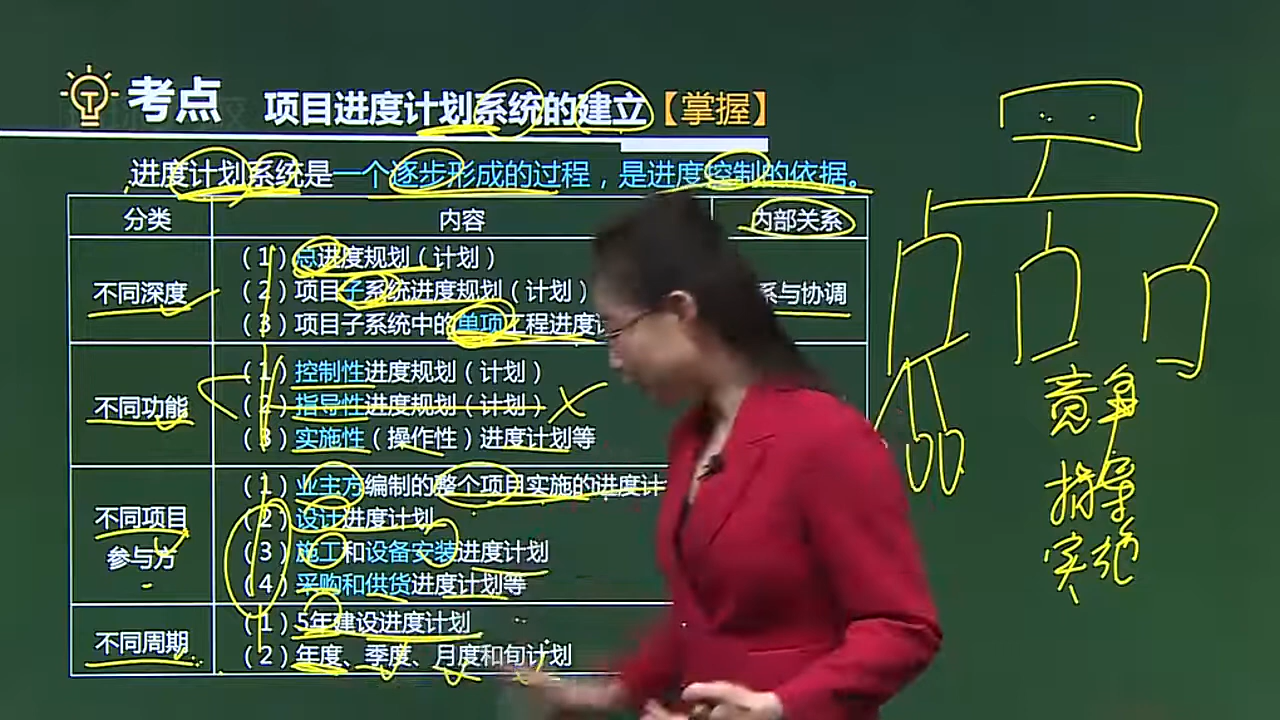 考点 项目进度计划系统的建立【掌握】
进度计划系统是一个逐步形成的过程，是进度控制的依据。
分类 内容 内部关系
不同深度
（1）总进度规划（计划）
（2）项目子系统进度规划（计划）
（3）项目子系统中的单项工程进度
系与协调
不同功能
（1）控制性进度规划（计划）
（2）指导性进度规划（计划）
（3）实施性（操作性）进度计划等
不同项目
参与方
（1）业主方编制的整个项目实施的进度计
（2）设计进度计划
（3）施工和设备安装进度计划
（4）采购和供货进度计划等
不同周期
（1）5年建设进度计划
（2）年度、季度、月度和旬计划
实施